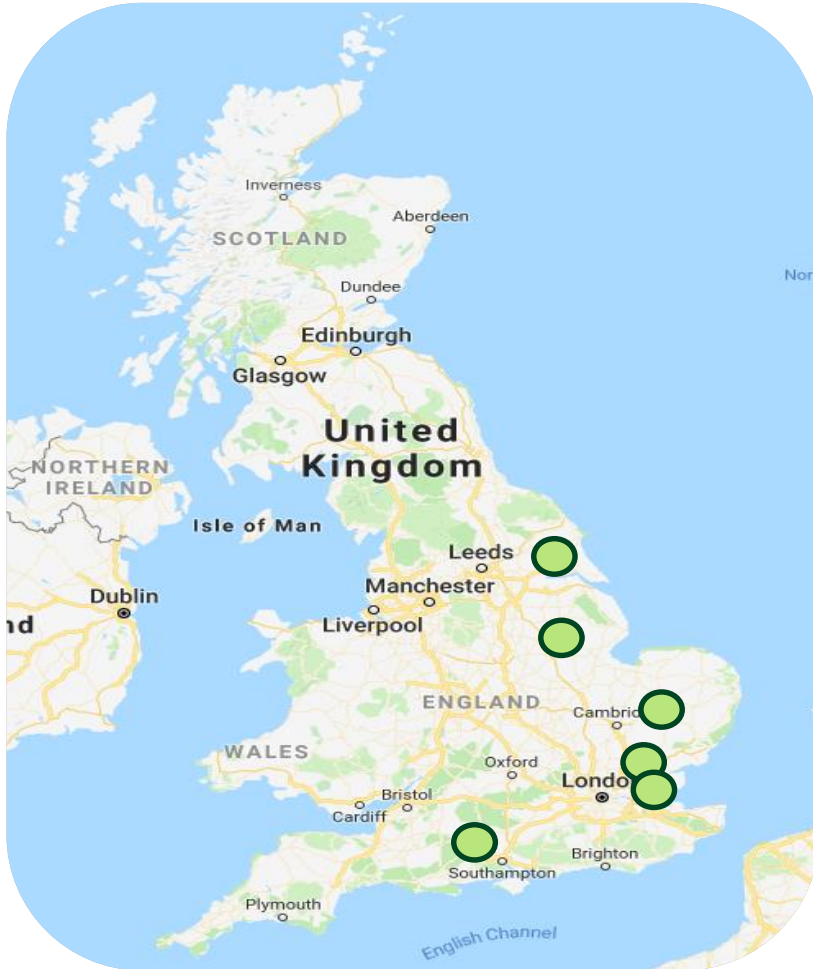 Inverness
Aberdeen
SCOTLAND
Nor
Dundee
Edinburgh
Glasgow
United
Kingdom
NORTHERN
IRELAND
Isle of Man
Leeds
Manchester
Dublin
nd
Liverpool
ENGLAND
Cambrid
WALES
Oxford
Londo
Bristol
Cardiff
Brighton
Southampton
Plymouth
English Channel